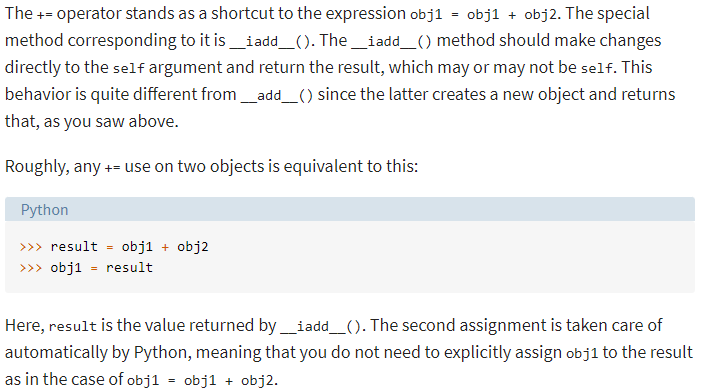 The += operator stands as a shortcut to the expression obj1 = obj1 + obj2. The special
method corresponding to it is __iadd__(). The __iadd__() method should make changes
directly to the self argument and return the result, which may or may not be self. This
behavior is quite different from __add__() since the latter creates a new object and returns
that, as you saw above.
Roughly, any += use on two objects is equivalent to this:
Python
>>> result = obj1 + obj2
>>> obj1 = result
Here, result is the value returned by __iadd__(). The second assignment is taken care of
automatically by Python, meaning that you do not need to explicitly assign obj1 to the result
as in the case of obj1 = obj1 + obj2.